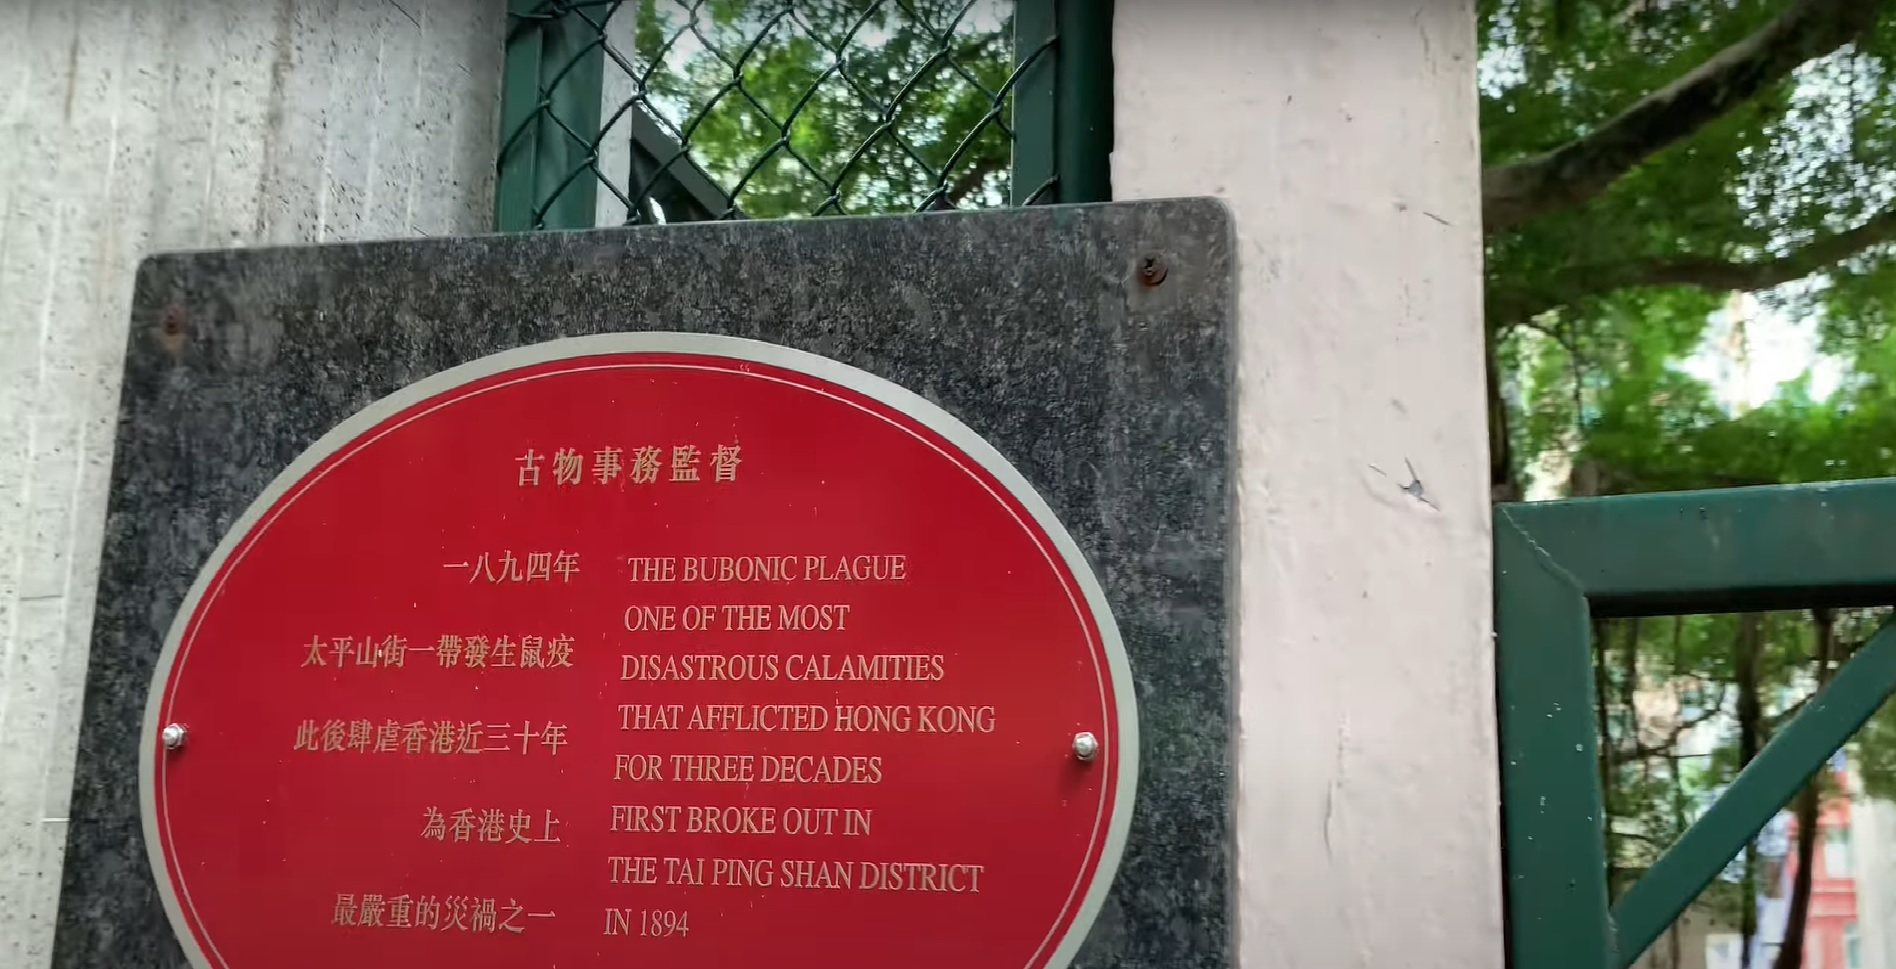 古物事務監督
一八九四年
太平山街一帶發生鼠疫
此後肆虐香港近三十年
為香港史上
最嚴重的災禍之一
THE BUBONIC PLAGUE
ONE OF THE MOST
DISASTROUS CALAMITIES
THAT AFFLICTED HONG KONG
FOR THREE DECADES
FIRST BROKE OUT IN
THE TAI PING SHAN DISTRICT
IN 1894